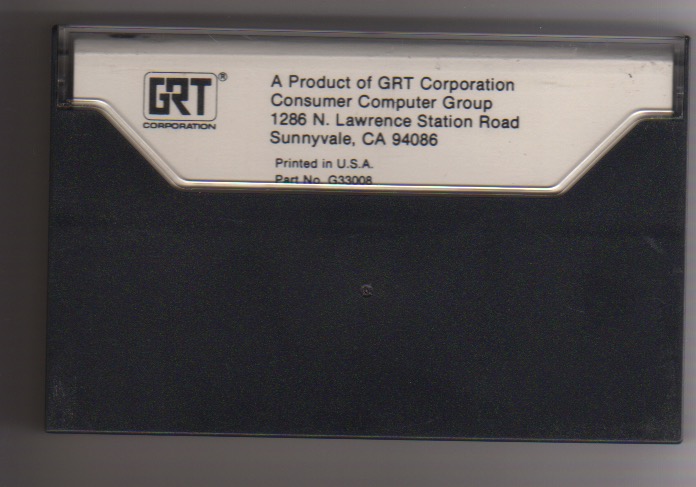 GRT®
CORPORATION
A Product of GRT Corporation
Consumer Computer Group
1286 N. Lawrence Station Road
Sunnyvale, CA 94086
Printed in U.S.A.
Part No. G33008